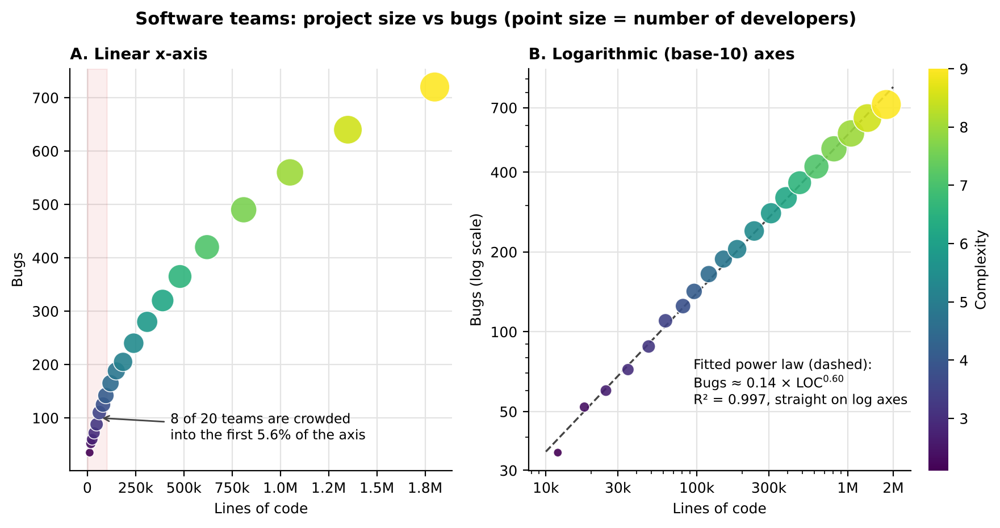 Software teams: project size vs bugs (point size = number of developers)
A. Linear x-axis
Bugs
700
600
500
400
300
200
100
8 of 20 teams are crowded
into the first 5.6% of the axis
0 250k 500k 750k 1.0M 1.2M 1.5M 1.8M
Lines of code
B. Logarithmic (base-10) axes
Bugs (log scale)
700
400
200
100
50
30
Fitted power law (dashed):
Bugs ≈ 0.14 × LOC^0.60
R² = 0.997, straight on log axes
10k 30k 100k 300k 1M 2M
Lines of code
9
8
7
6
5
4
3
Complexity